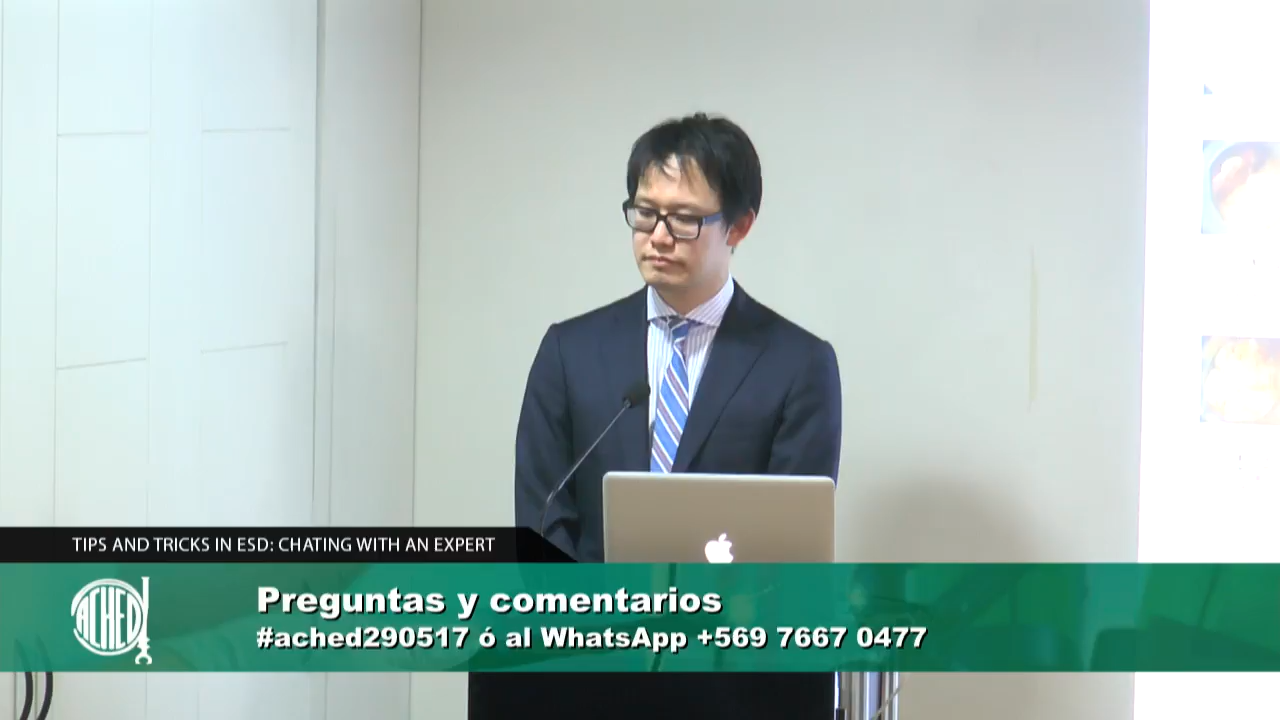 TIPS AND TRICKS IN ESD: CHATING WITH AN EXPERT
ACHED
Preguntas y comentarios
#ached290517 ó al WhatsApp +569 7667 0477